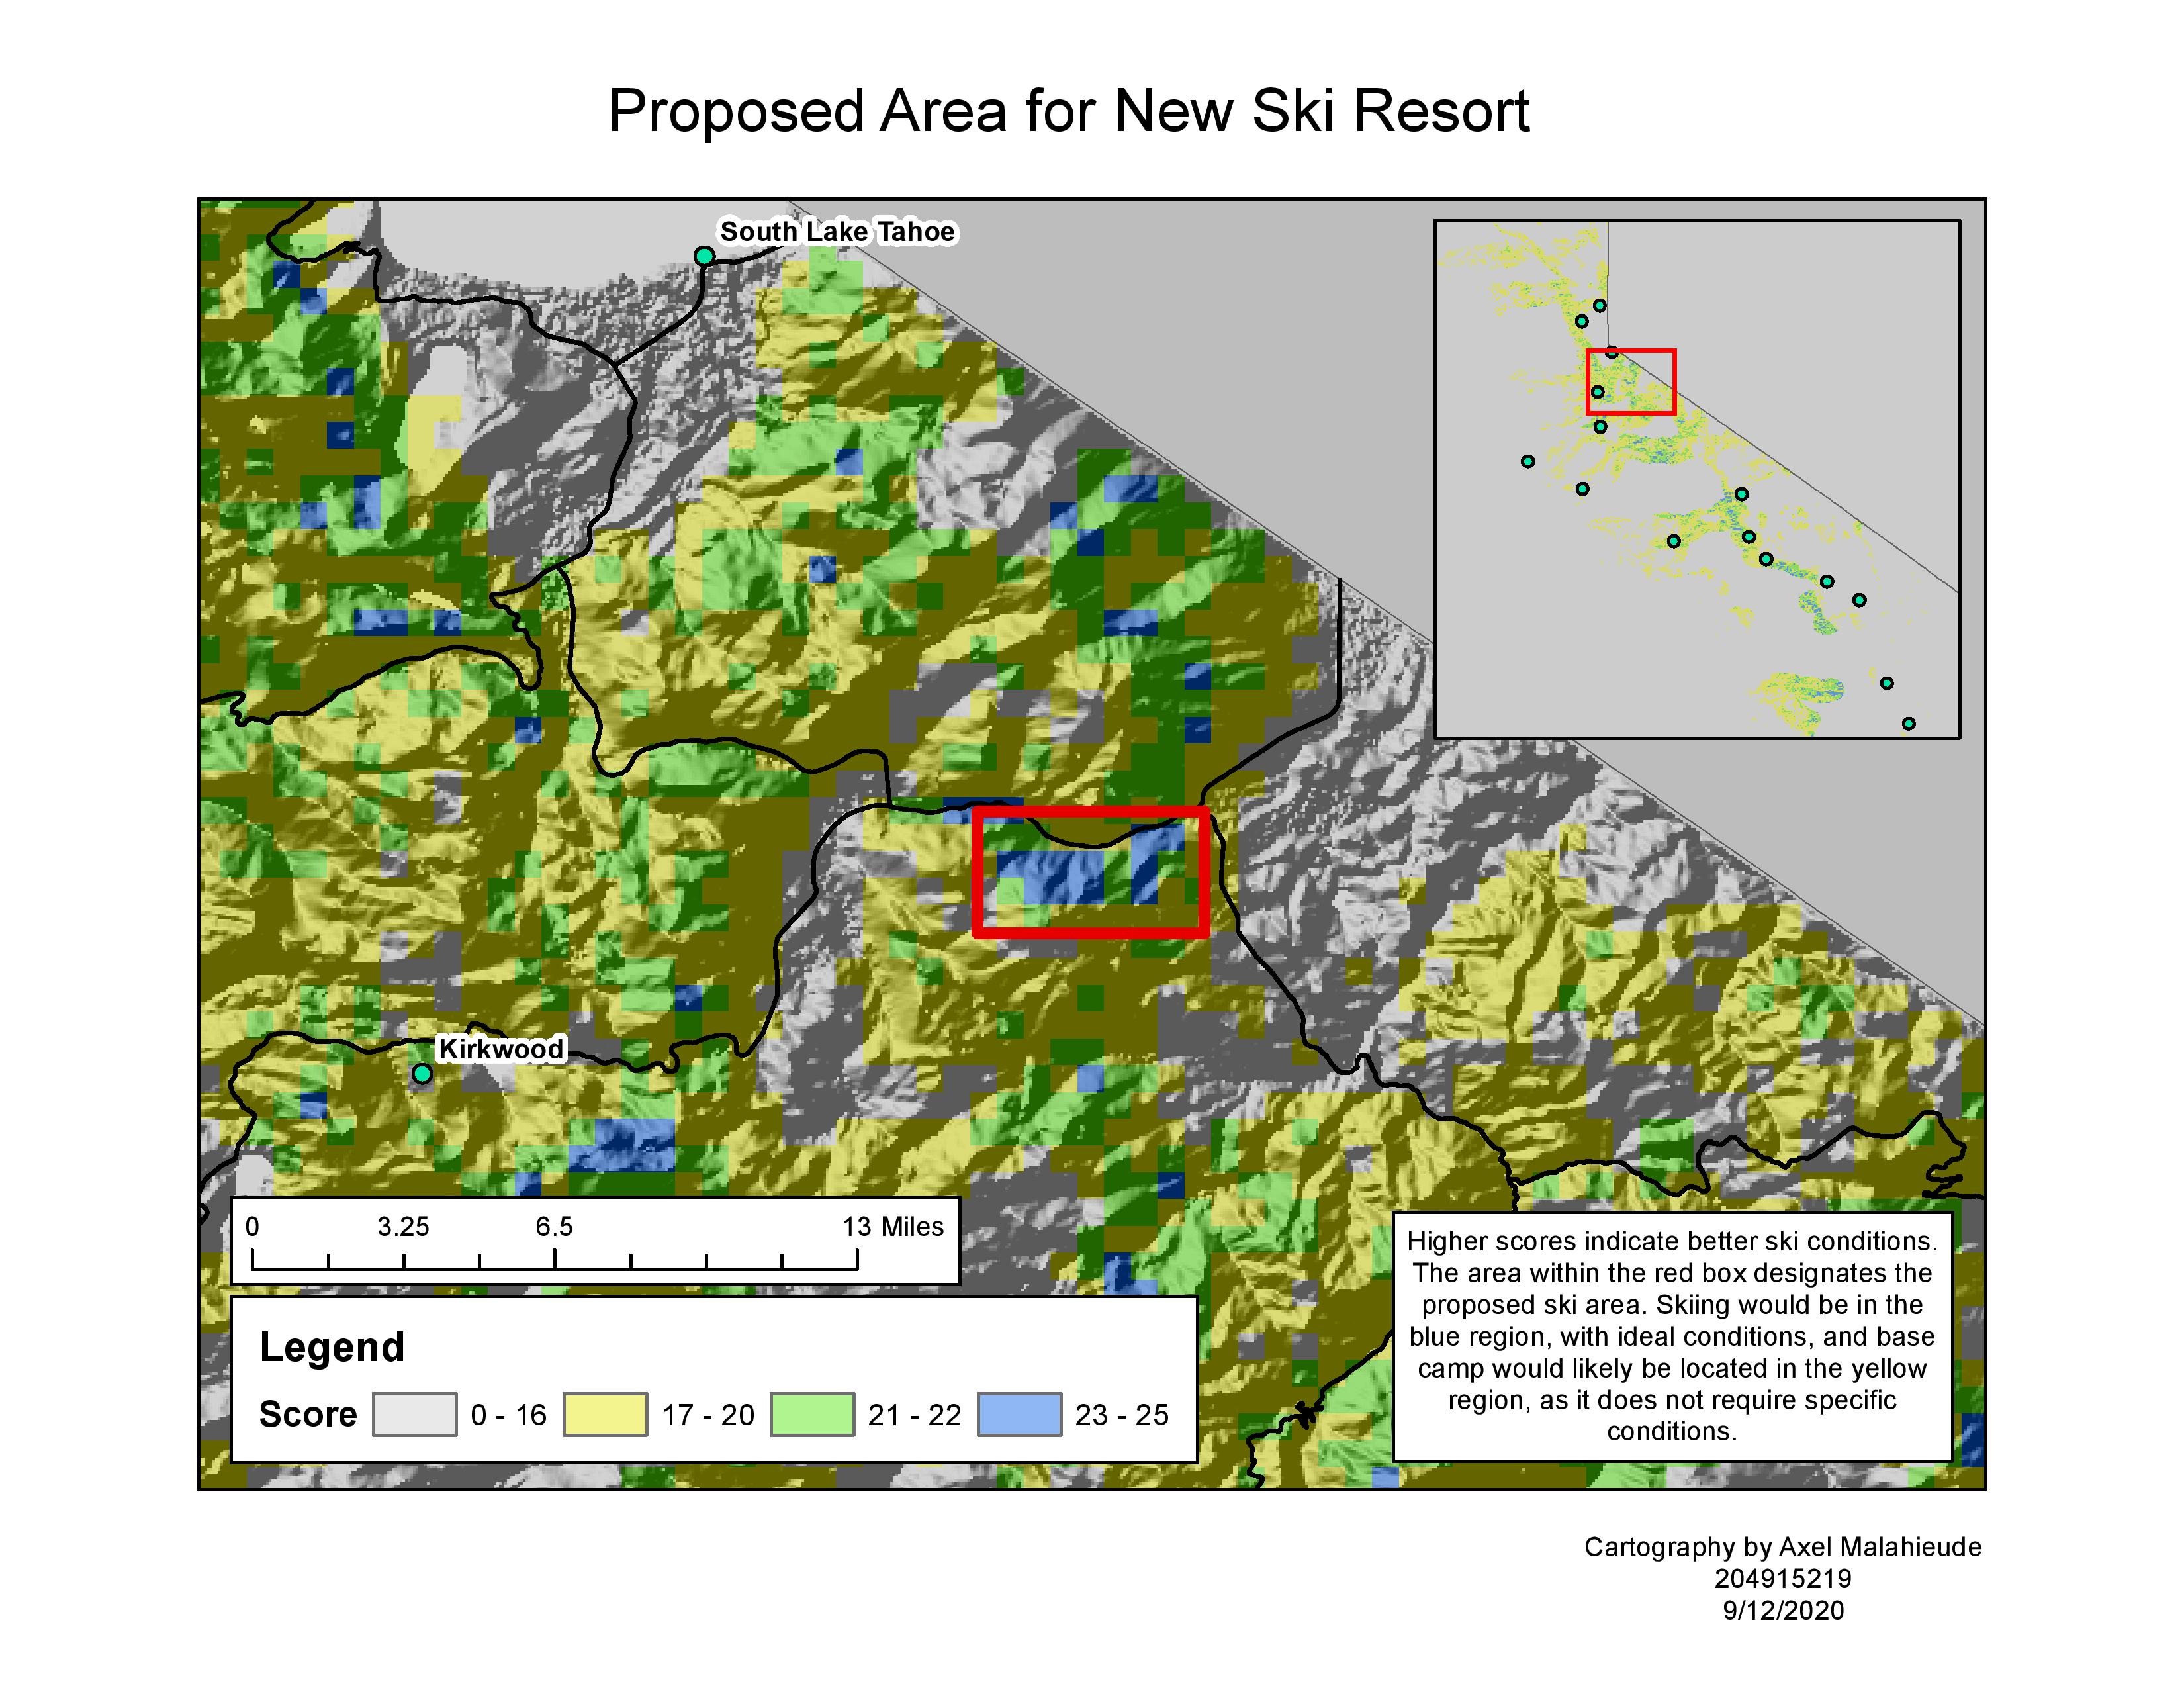 Proposed Area for New Ski Resort
South Lake Tahoe
Kirkwood
0 3.25 6.5 13 Miles
Legend
Score 0 - 16 17 - 20 21 - 22 23 - 25
Higher scores indicate better ski conditions.
The area within the red box designates the
proposed ski area. Skiing would be in the
blue region, with ideal conditions, and base
camp would likely be located in the yellow
region, as it does not require specific
conditions.
Cartography by Axel Malahieude
204915219
9/12/2020